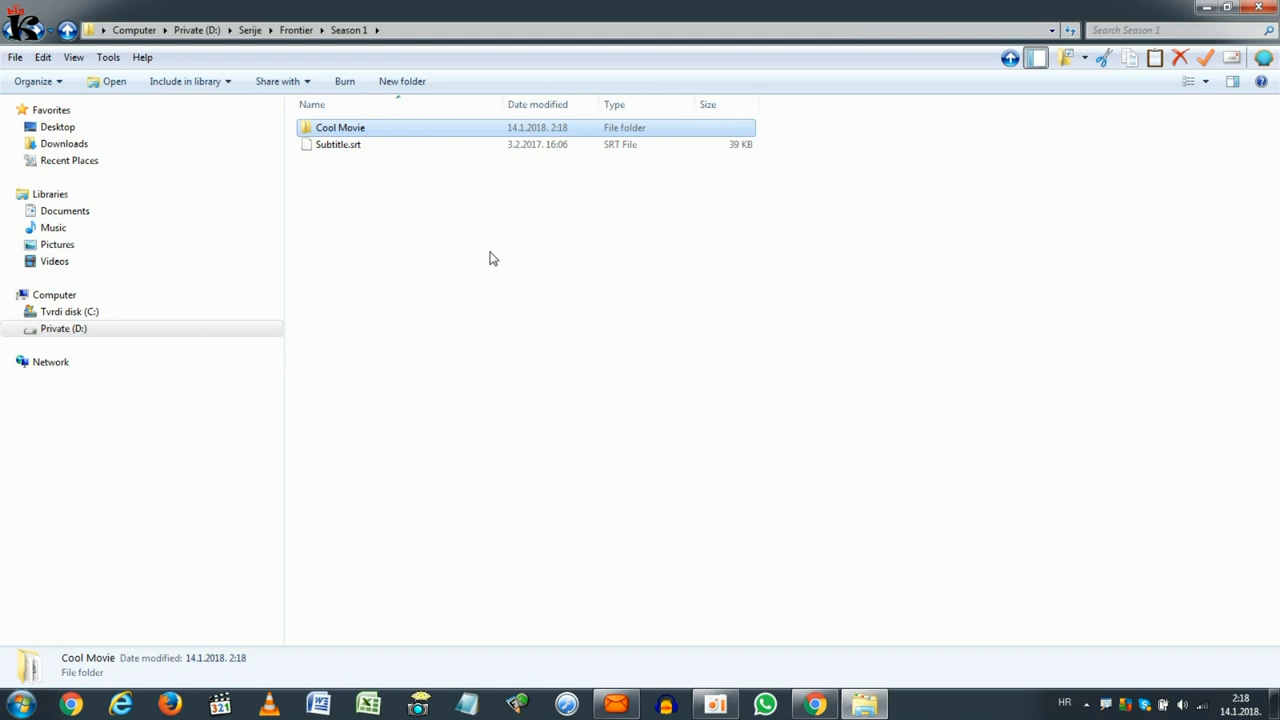 Computer Private (D:) Serije Frontier Season 1
Search Season 1
File Edit View Tools Help
Organize Open Include in library Share with Burn New folder
Name Date modified Type Size
Cool Movie 14.1.2018. 2:18 File folder
Subtitle.srt 3.2.2017. 16:06 SRT File 39 KB
Favorites
Desktop
Downloads
Recent Places
Libraries
Documents
Music
Pictures
Videos
Computer
Tvrdi disk (C:)
Private (D:)
Network
Cool Movie Date modified: 14.1.2018. 2:18
File folder
321
HR
2:18
14.1.2018.